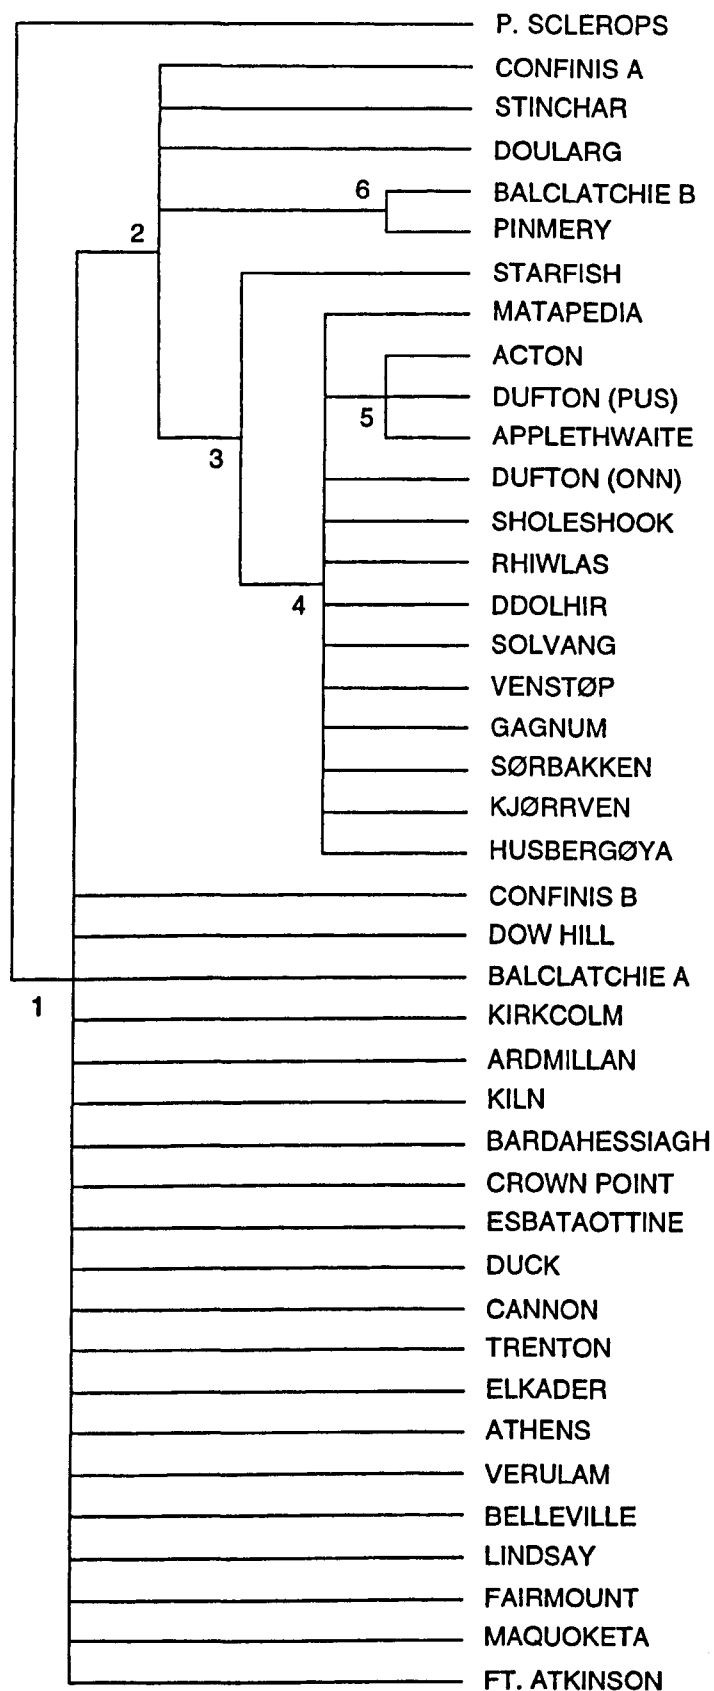 P. SCLEROPS
CONFINIS A
STINCHAR
DOULARG
6
BALCLATCHIE B
PINMERY
2
STARFISH
MATAPEDIA
ACTON
DUFTON (PUS)
5
APPLETHWAITE
3
DUFTON (ONN)
SHOLESHOOK
RHIWLAS
4
DDOLHIR
SOLVANG
VENSTØP
GAGNUM
SØRBAKKEN
KJØRRVEN
HUSBERGØYA
CONFINIS B
DOW HILL
BALCLATCHIE A
1
KIRKCOLM
ARDMILLAN
KILN
BARDAHESSIAGH
CROWN POINT
ESBATAOTTINE
DUCK
CANNON
TRENTON
ELKADER
ATHENS
VERULAM
BELLEVILLE
LINDSAY
FAIRMOUNT
MAQUOKETA
FT. ATKINSON